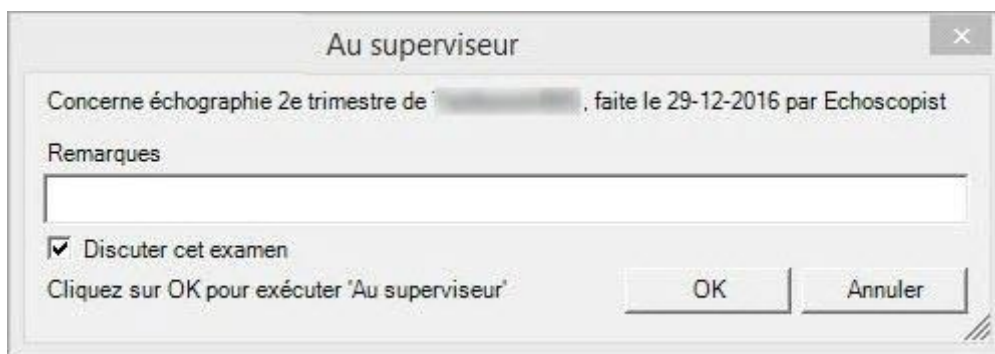 Au superviseur
Concerne échographie 2e trimestre de , faite le 29-12-2016 par Echoscopist
Remarques
Discuter cet examen
Cliquez sur OK pour exécuter 'Au superviseur'
OK
Annuler